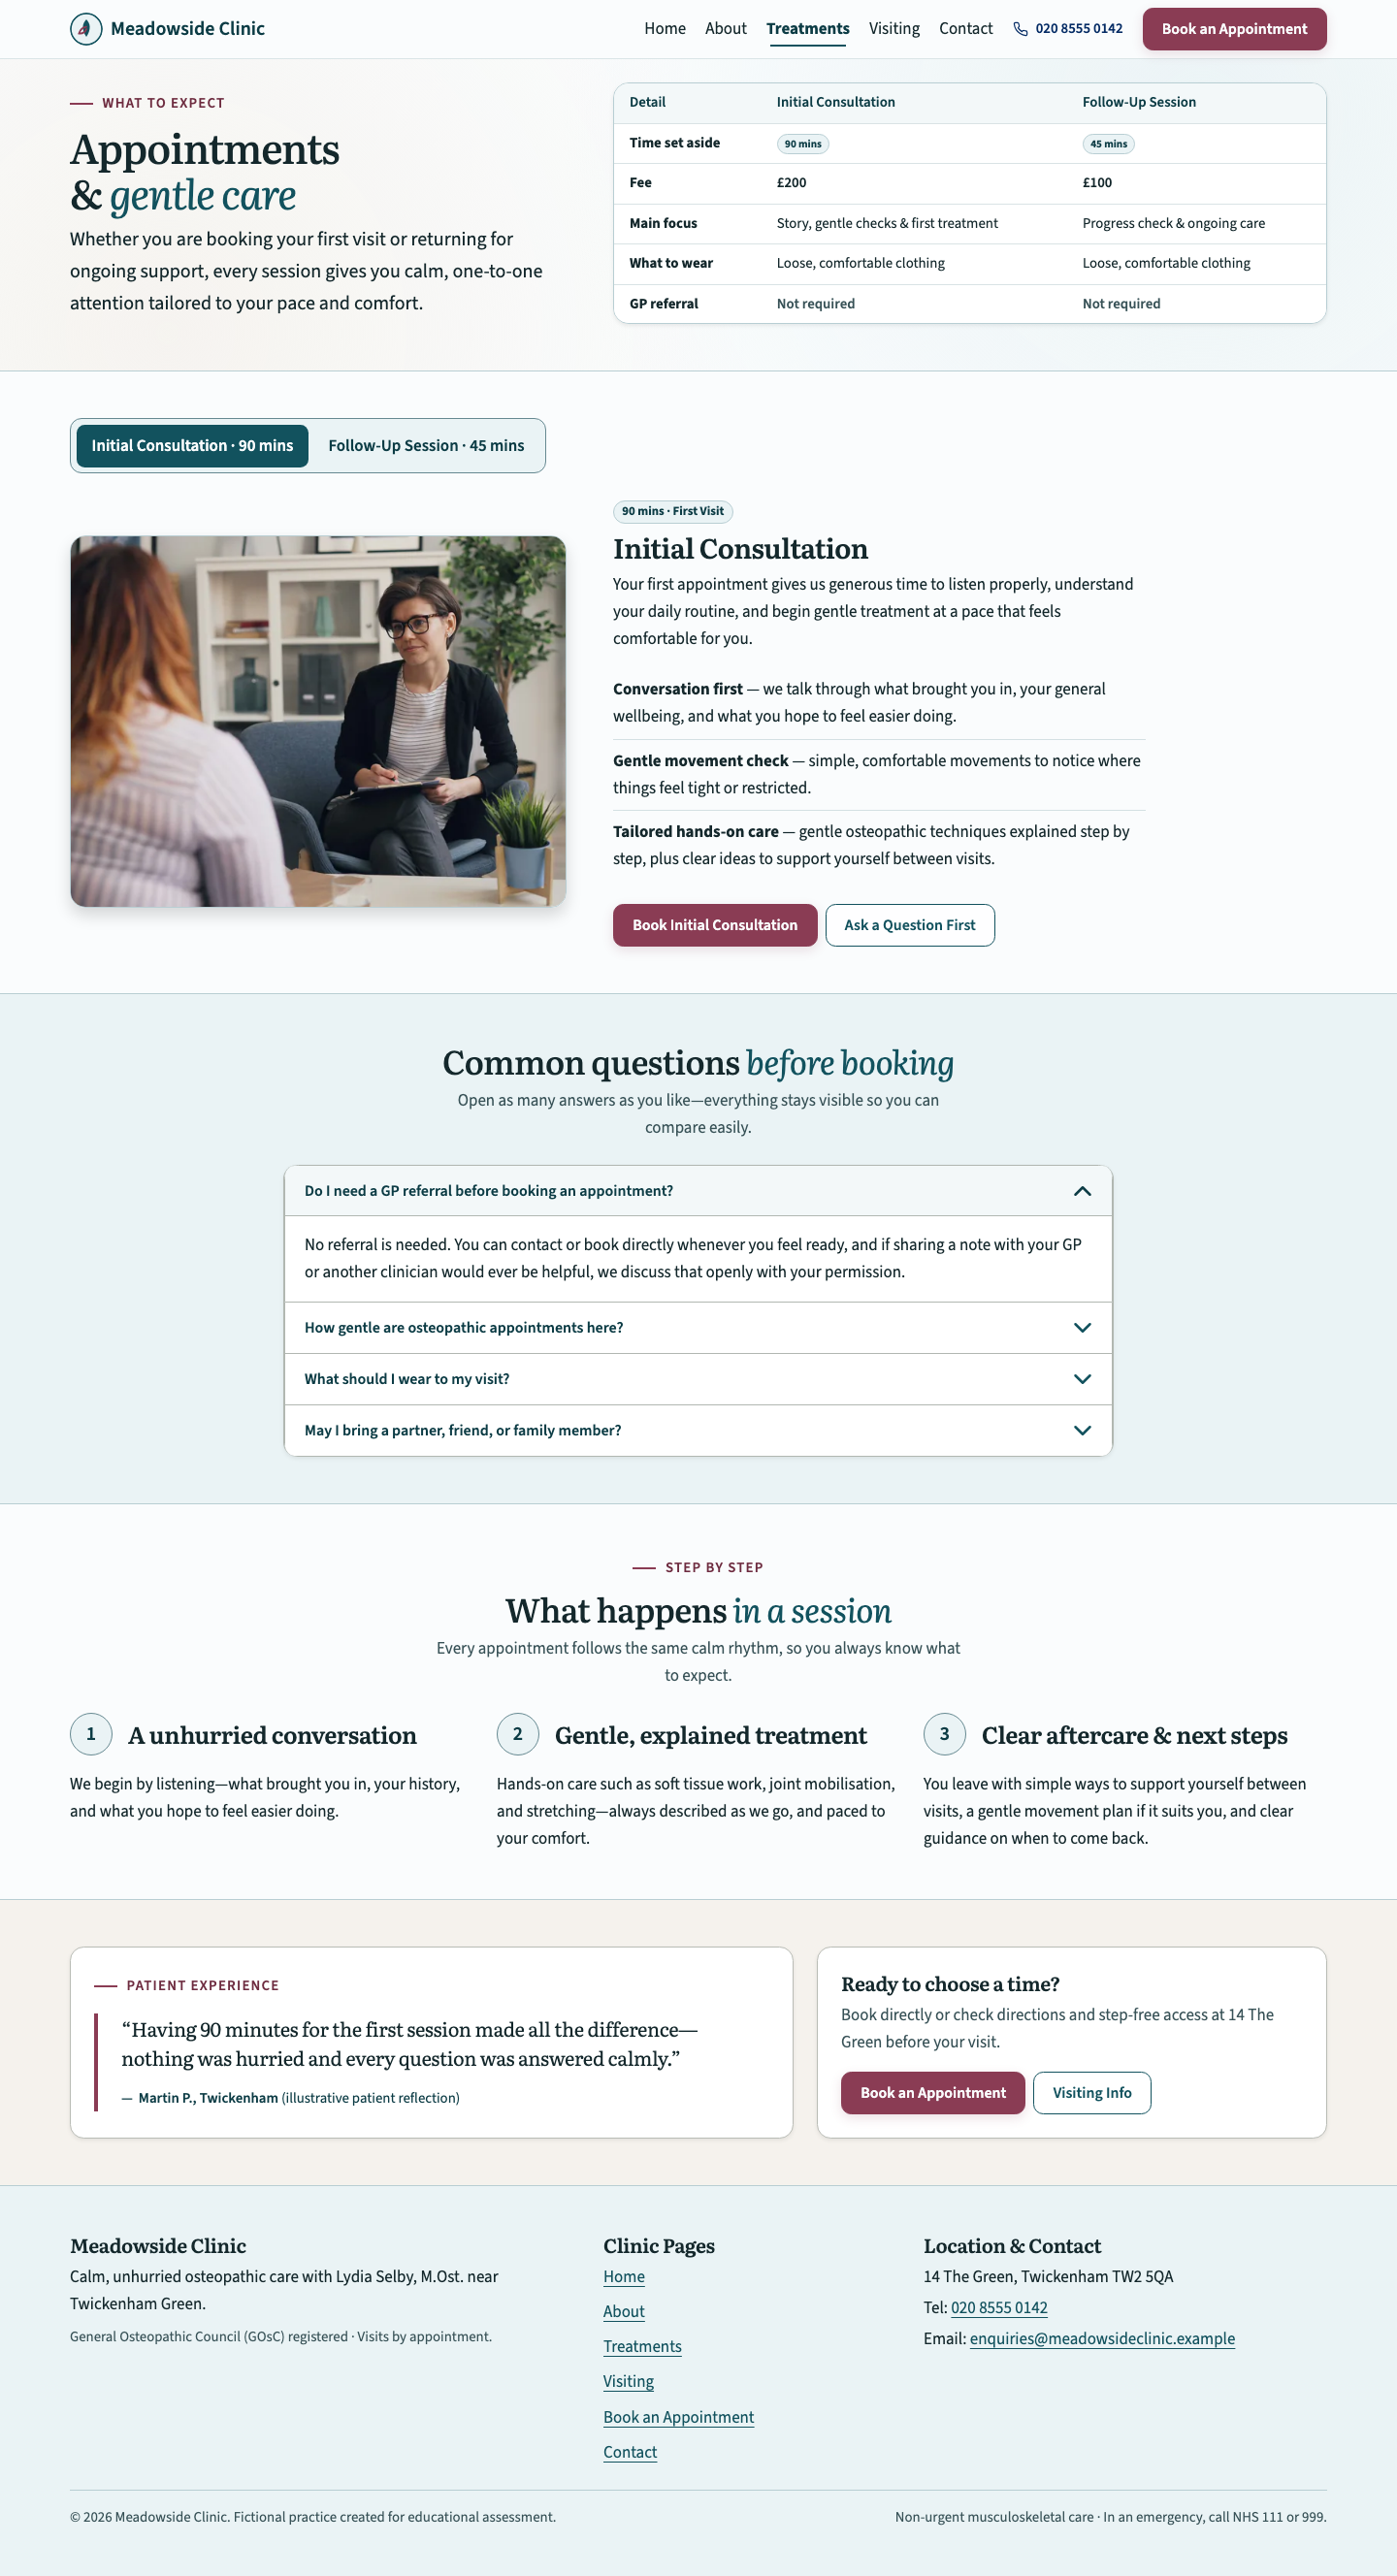 Meadowside Clinic
Home About Treatments Visiting Contact 020 8555 0142 Book an Appointment
WHAT TO EXPECT
Appointments
& gentle care
Whether you are booking your first visit or returning for
ongoing support, every session gives you calm, one-to-one
attention tailored to your pace and comfort.
Detail Initial Consultation Follow-Up Session
Time set aside 90 mins 45 mins
Fee £200 £100
Main focus Story, gentle checks & first treatment Progress check & ongoing care
What to wear Loose, comfortable clothing Loose, comfortable clothing
GP referral Not required Not required
Initial Consultation · 90 mins Follow-Up Session · 45 mins
90 mins · First Visit
Initial Consultation
Your first appointment gives us generous time to listen properly, understand
your daily routine, and begin gentle treatment at a pace that feels
comfortable for you.
Conversation first — we talk through what brought you in, your general
wellbeing, and what you hope to feel easier doing.
Gentle movement check — simple, comfortable movements to notice where
things feel tight or restricted.
Tailored hands-on care — gentle osteopathic techniques explained step by
step, plus clear ideas to support yourself between visits.
Book Initial Consultation Ask a Question First
Common questions before booking
Open as many answers as you like—everything stays visible so you can
compare easily.
Do I need a GP referral before booking an appointment?
No referral is needed. You can contact or book directly whenever you feel ready, and if sharing a note with your GP
or another clinician would ever be helpful, we discuss that openly with your permission.
How gentle are osteopathic appointments here?
What should I wear to my visit?
May I bring a partner, friend, or family member?
STEP BY STEP
What happens in a session
Every appointment follows the same calm rhythm, so you always know what
to expect.
1 A unhurried conversation
We begin by listening—what brought you in, your history,
and what you hope to feel easier doing.
2 Gentle, explained treatment
Hands-on care such as soft tissue work, joint mobilisation,
and stretching—always described as we go, and paced to
your comfort.
3 Clear aftercare & next steps
You leave with simple ways to support yourself between
visits, a gentle movement plan if it suits you, and clear
guidance on when to come back.
PATIENT EXPERIENCE
“Having 90 minutes for the first session made all the difference—
nothing was hurried and every question was answered calmly.”
— Martin P., Twickenham (illustrative patient reflection)
Ready to choose a time?
Book directly or check directions and step-free access at 14 The
Green before your visit.
Book an Appointment Visiting Info
Meadowside Clinic
Calm, unhurried osteopathic care with Lydia Selby, M.Ost. near
Twickenham Green.
General Osteopathic Council (GOsC) registered · Visits by appointment.
Clinic Pages
Home
About
Treatments
Visiting
Book an Appointment
Contact
Location & Contact
14 The Green, Twickenham TW2 5QA
Tel: 020 8555 0142
Email: enquiries@meadowsideclinic.example
© 2026 Meadowside Clinic. Fictional practice created for educational assessment.
Non-urgent musculoskeletal care · In an emergency, call NHS 111 or 999.